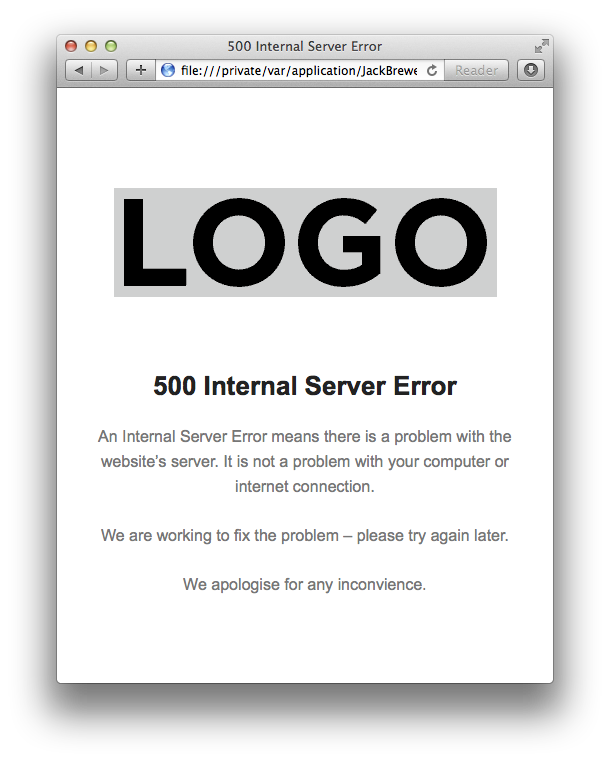 500 Internal Server Error
file:///private/var/application/JackBrewe
Reader
LOGO
500 Internal Server Error
An Internal Server Error means there is a problem with the
website’s server. It is not a problem with your computer or
internet connection.
We are working to fix the problem – please try again later.
We apologise for any inconvience.